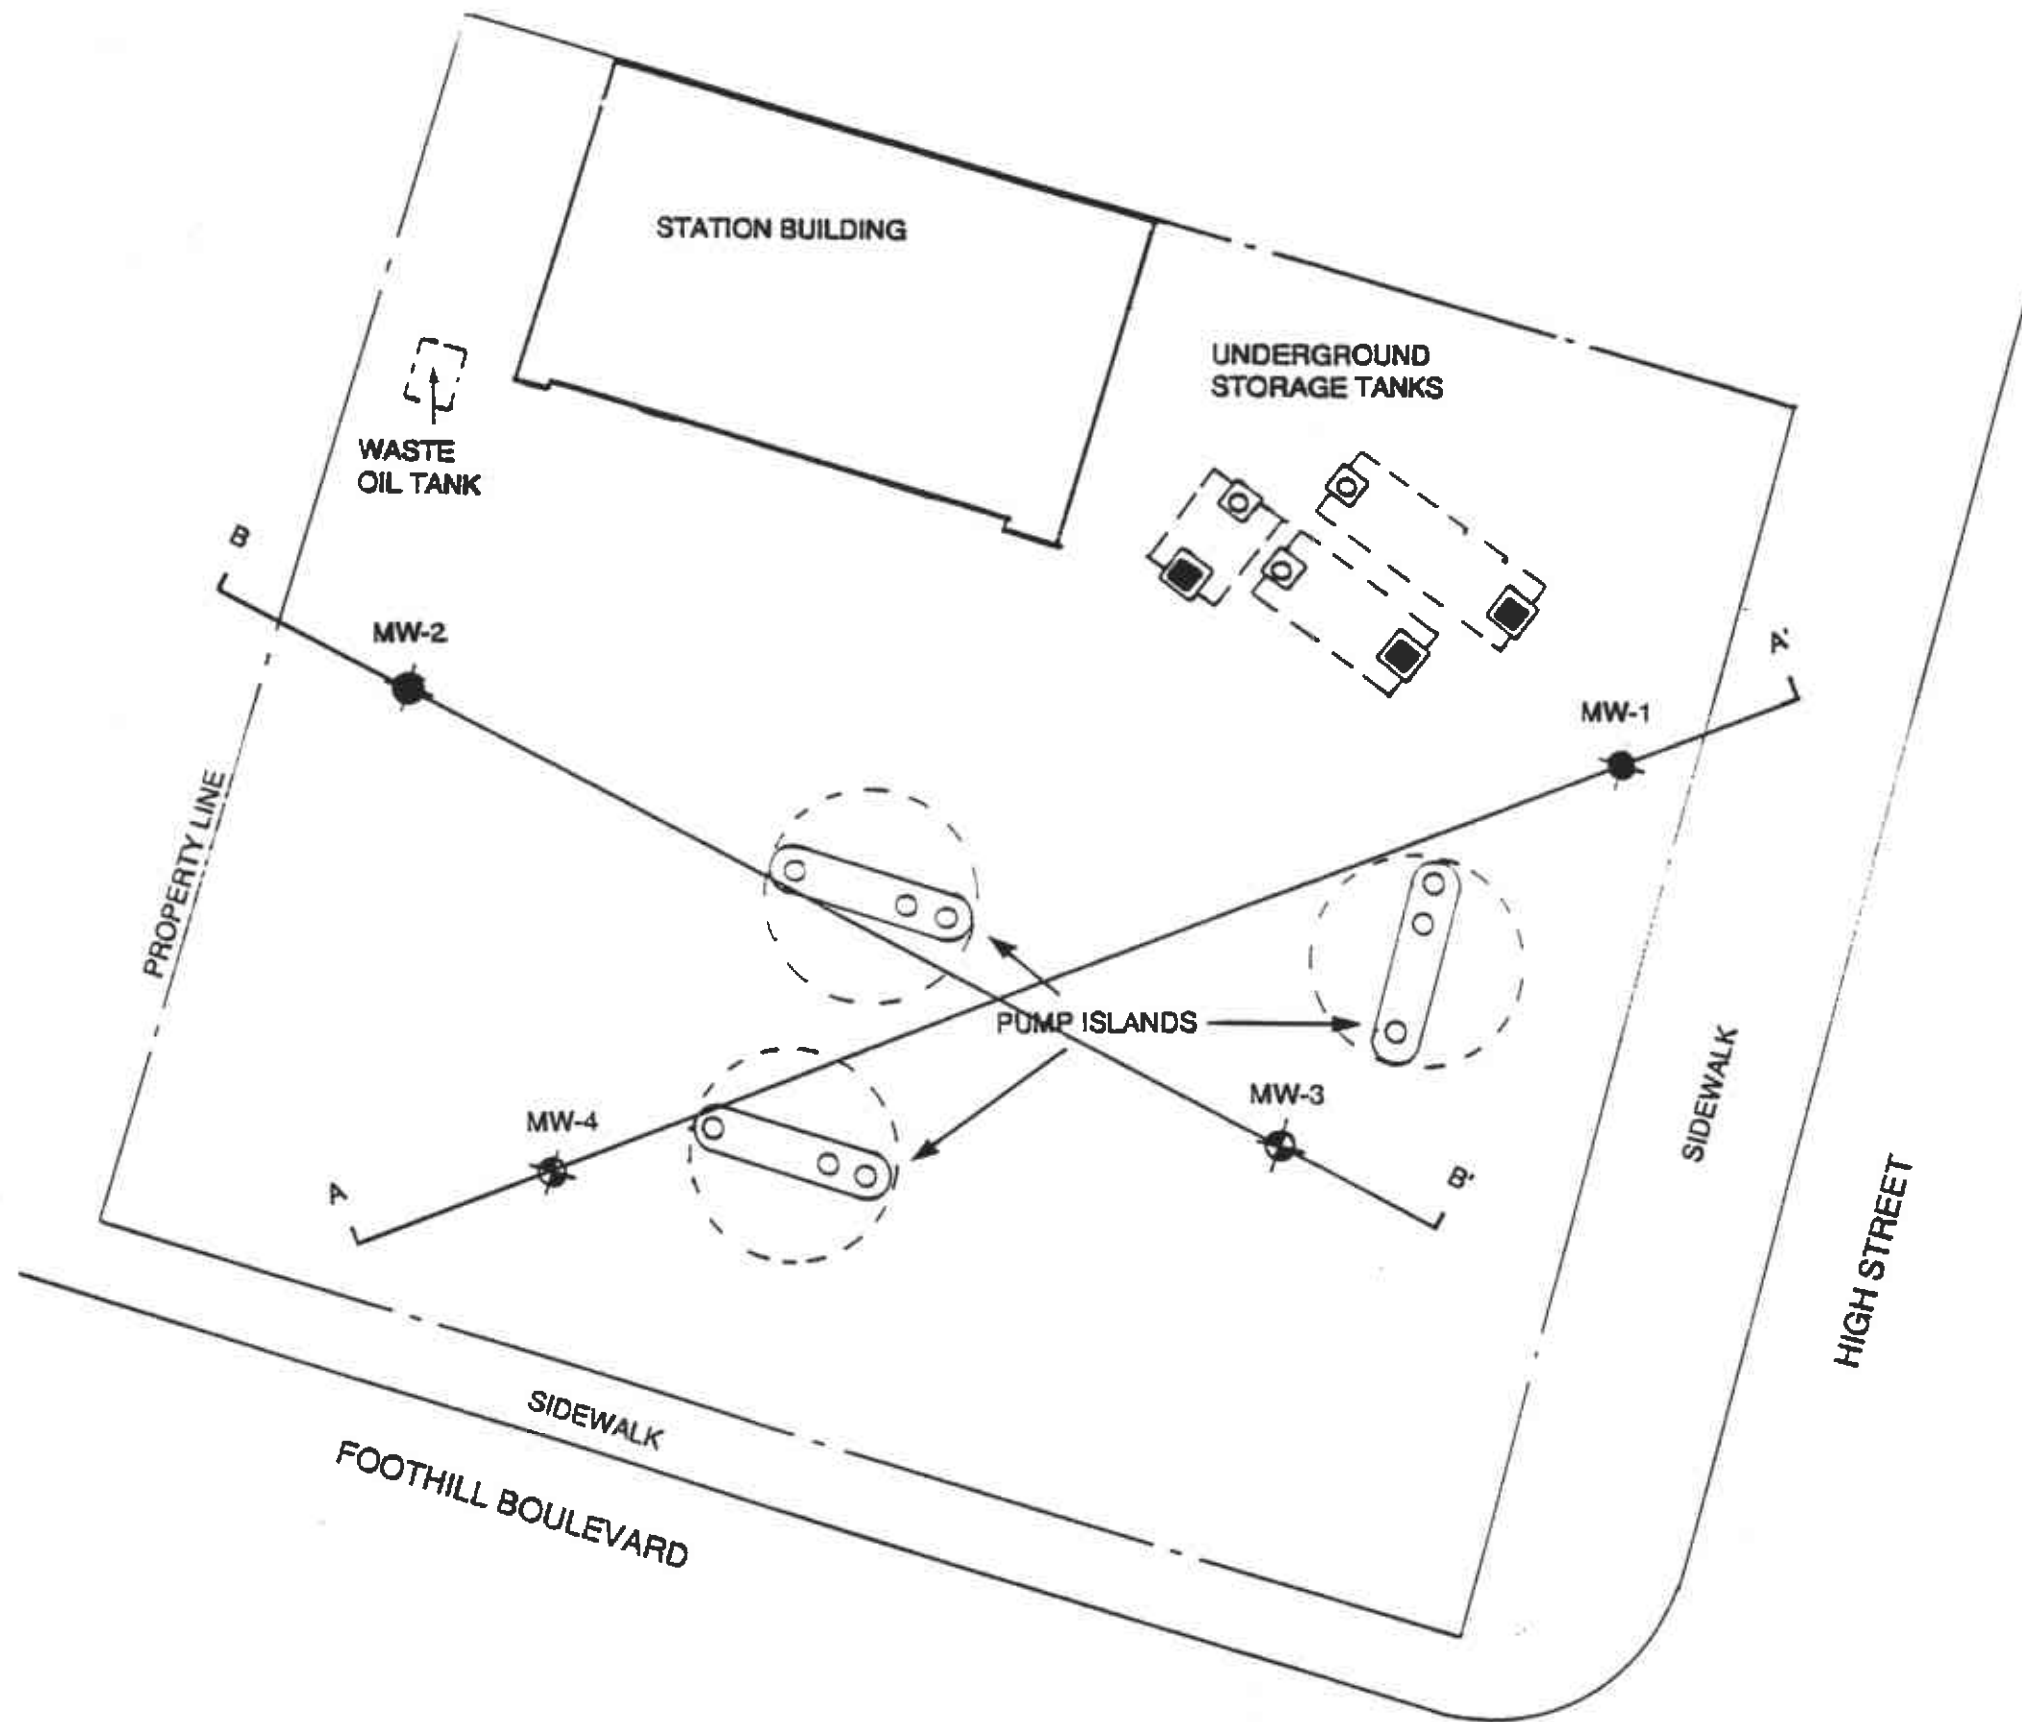 STATION BUILDING
UNDERGROUND
STORAGE TANKS
WASTE
OIL TANK
B
MW-2
A'
MW-1
PROPERTY LINE
PUMP ISLANDS
SIDEWALK
MW-3
MW-4
B'
A
HIGH STREET
SIDEWALK
FOOTHILL BOULEVARD